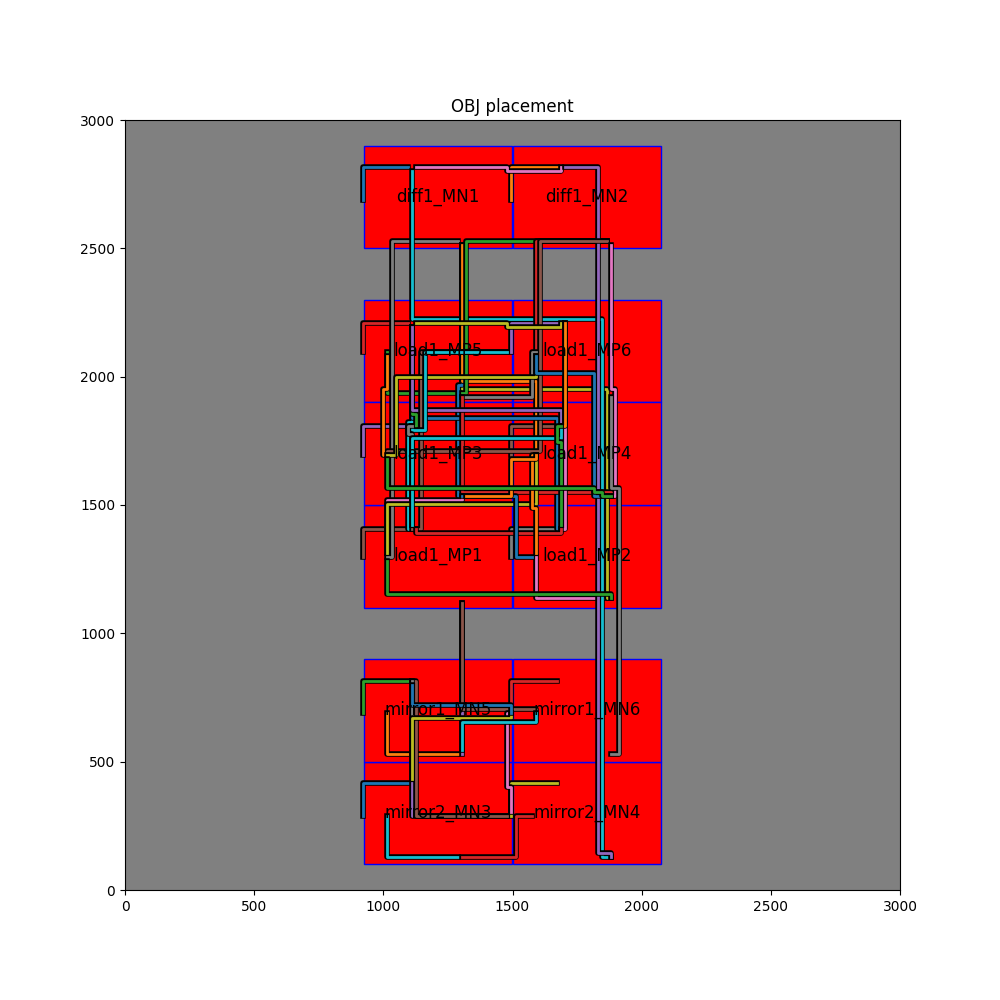 OBJ placement
3000
2500
2000
1500
1000
500
0
diff1_MN1 diff1_MN2
load1_MP5 load1_MP6
load1_MP3 load1_MP4
load1_MP1 load1_MP2
mirror1_MN5 mirror1_MN6
mirror2_MN3 mirror2_MN4
0 500 1000 1500 2000 2500 3000